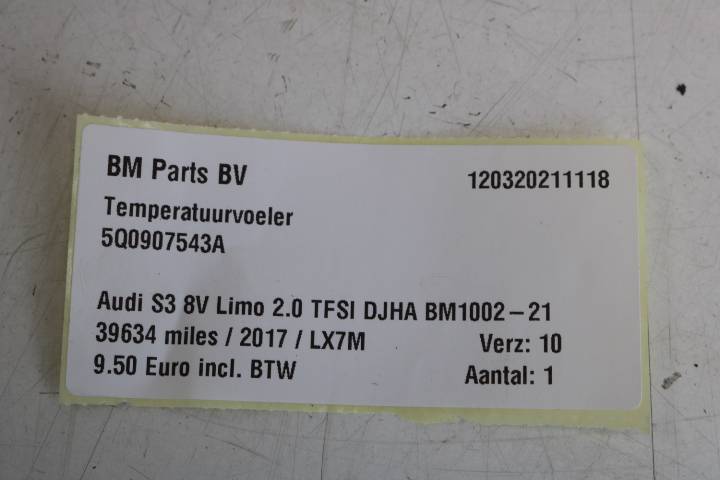 BM Parts BV 120320211118
Temperatuurvoeler
5Q0907543A
Audi S3 8V Limo 2.0 TFSI DJHA BM1002-21
39634 miles / 2017 / LX7M Verz: 10
9.50 Euro incl. BTW Aantal: 1